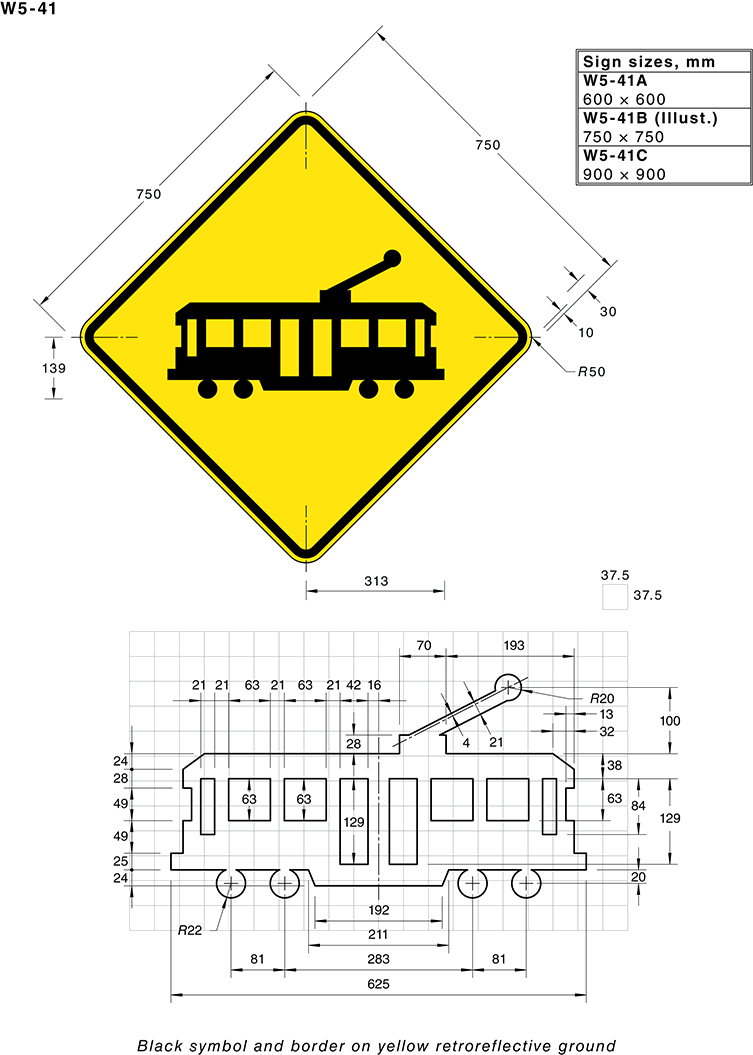 W5-41
Sign sizes, mm
W5-41A
600 × 600
W5-41B (Illust.)
750 × 750
W5-41C
900 × 900
750
750
30
10
R50
139
313
37.5
37.5
70
193
21 21 63 21 63 21 42 16
R20
13
32
100
28
4
21
24
28
49
49
25
24
63
63
129
38
63
84
129
20
192
R22
211
81
283
81
625
Black symbol and border on yellow retroreflective ground